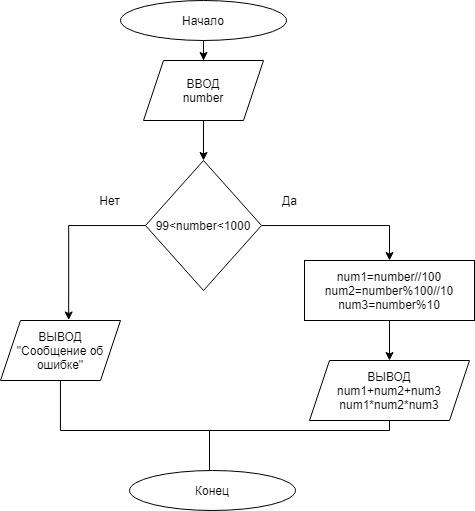 Начало
ВВОД
number
Нет
Да
99<number<1000
num1=number//100
num2=number%100//10
num3=number%10
ВЫВОД
"Сообщение об
ошибке"
ВЫВОД
num1+num2+num3
num1*num2*num3
Конец